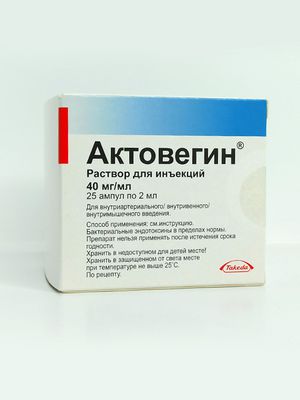 Актовегин®
Раствор для инъекций
40 мг/мл
25 ампул по 2 мл
Для внутриартериального/ внутривенного/
внутримышечного введения.
Способ применения: см.инструкцию.
Бактериальные эндотоксины в пределах нормы.
Препарат нельзя применять после истечения срока
годности.
Хранить в недоступном для детей месте!
Хранить в защищенном от света месте
при температуре не выше 25°С.
По рецепту.
Takeda